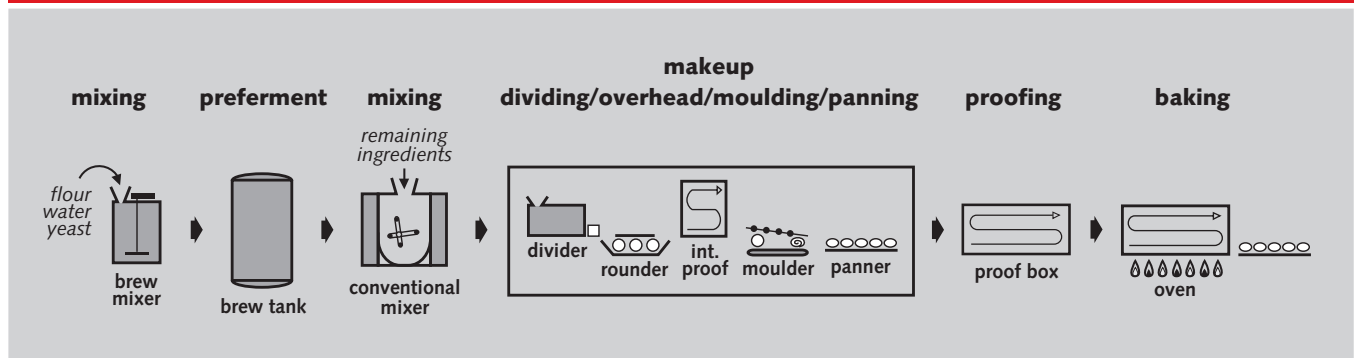 makeup
mixing
preferment
mixing
dividing/overhead/moulding/panning
proofing
baking
remaining
ingredients
flour
water
yeast
brew
mixer
brew tank
conventional
mixer
divider
rounder
int.
proof
moulder
panner
proof box
oven